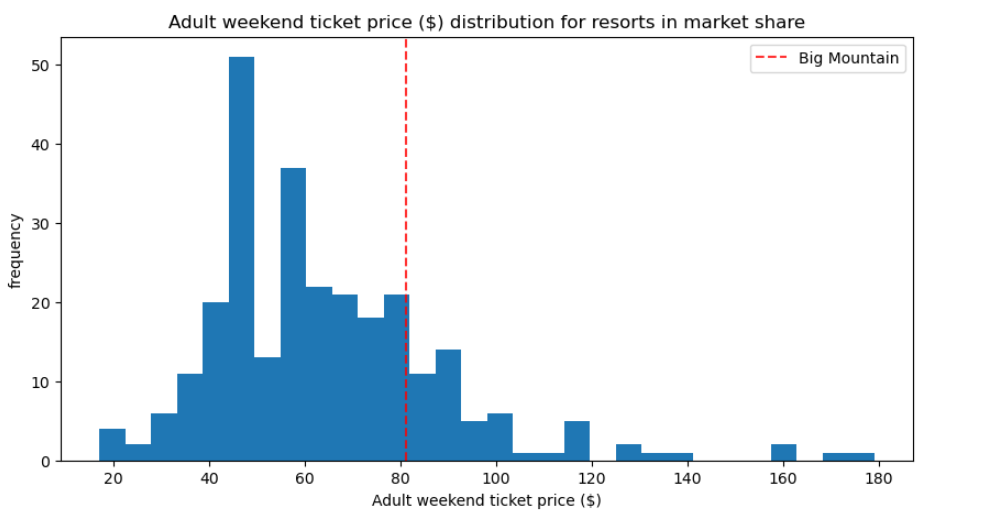 Adult weekend ticket price ($) distribution for resorts in market share
Big Mountain
frequency
50
40
30
20
10
0
20 40 60 80 100 120 140 160 180
Adult weekend ticket price ($)